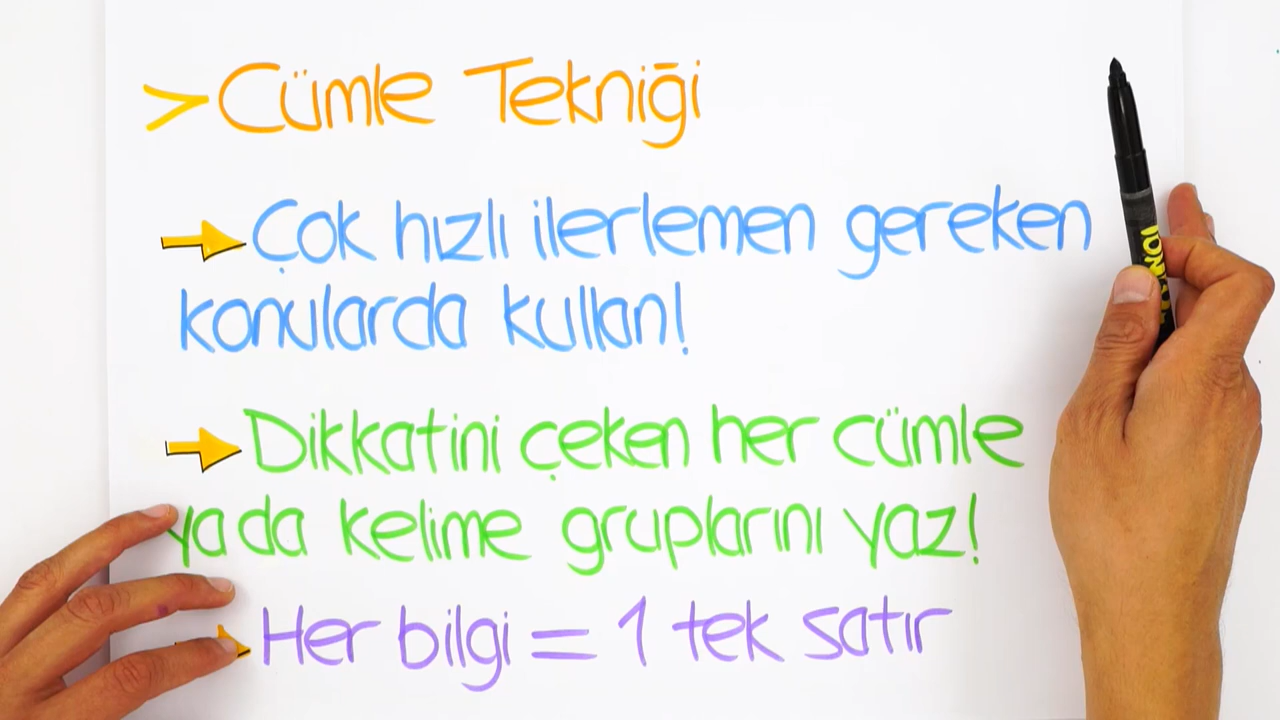 > Cümle Tekniği
Çok hızlı ilerlemen gereken
konularda kullan!
Dikkatini çeken her cümle
ya da kelime gruplarını yaz!
Her bilgi = 1 tek satır